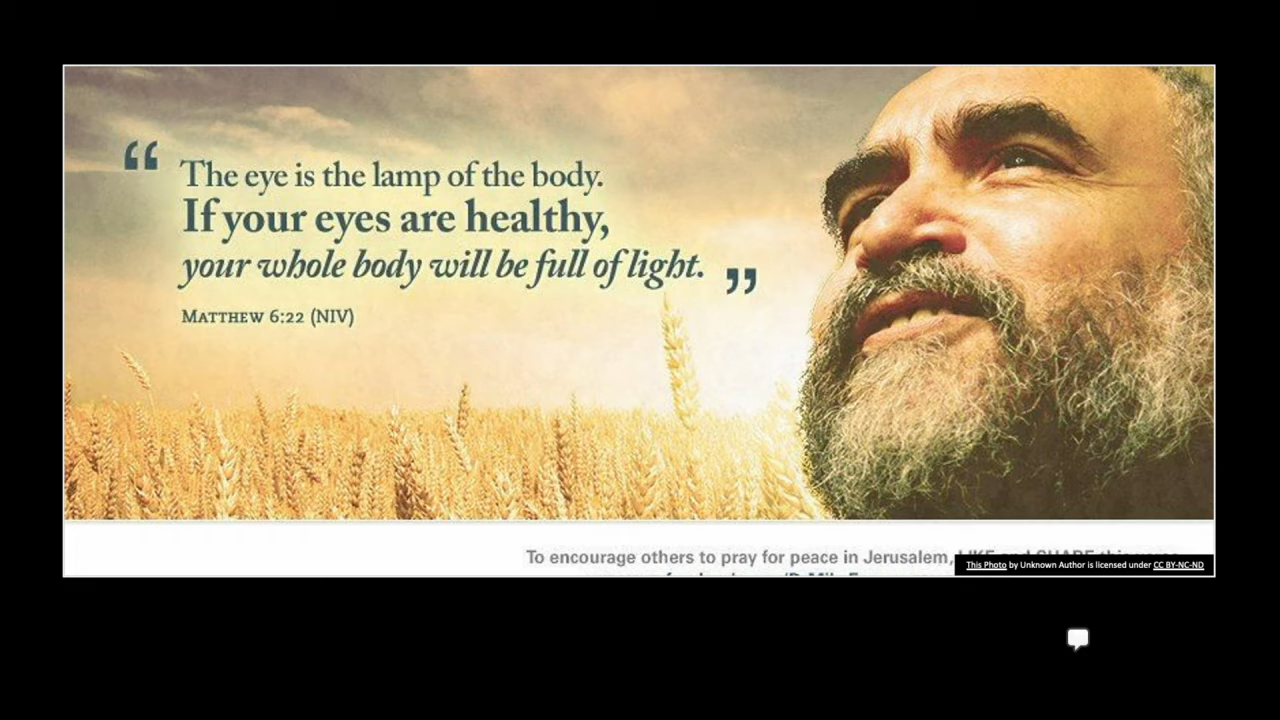 “ The eye is the lamp of the body.
If your eyes are healthy,
your whole body will be full of light. ”
Matthew 6:22 (NIV)
To encourage others to pray for peace in Jerusalem,
This Photo by Unknown Author is licensed under CC BY-NC-ND